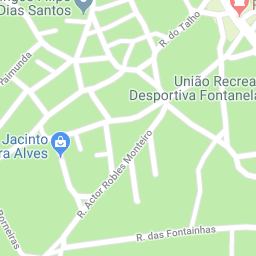 Dias Santos
R. do Talho
União Recrea
Desportiva Fontanela
Jacinto
ra Alves
R. Actor Robles Monteiro
R. das Fontainhas